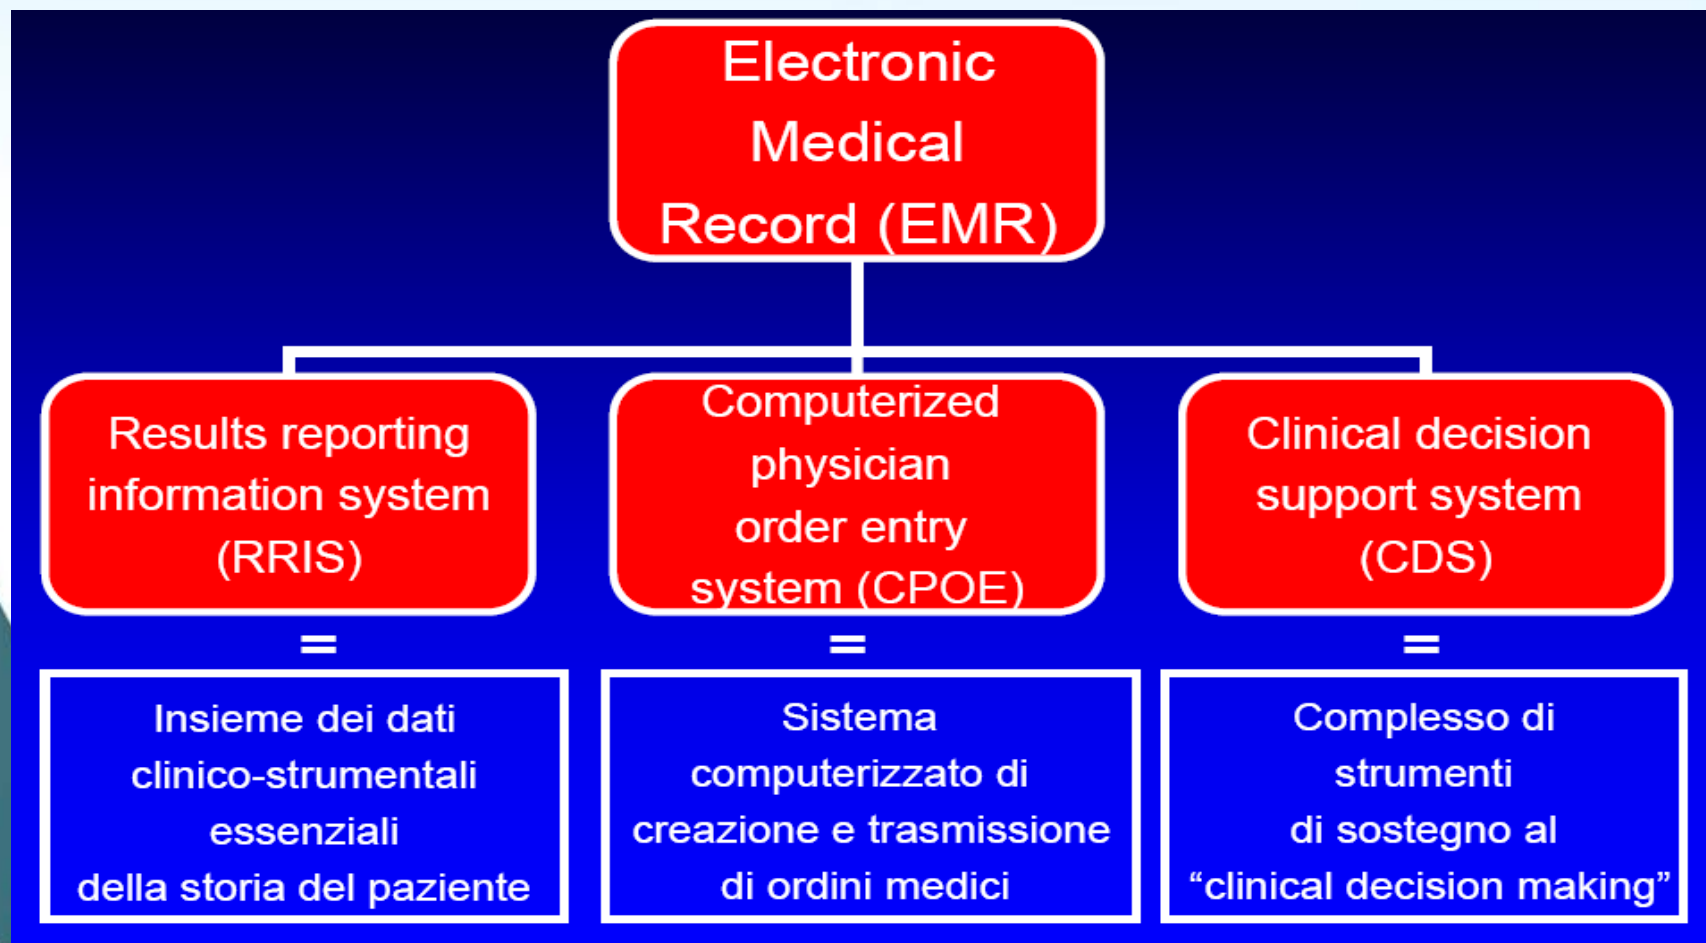 Electronic
Medical
Record (EMR)
Results reporting
information system
(RRIS)
Computerized
physician
order entry
system (CPOE)
Clinical decision
support system
(CDS)
=
=
=
Insieme dei dati
clinico-strumentali
essenziali
della storia del paziente
Sistema
computerizzato di
creazione e trasmissione
di ordini medici
Complesso di
strumenti
di sostegno al
“clinical decision making”